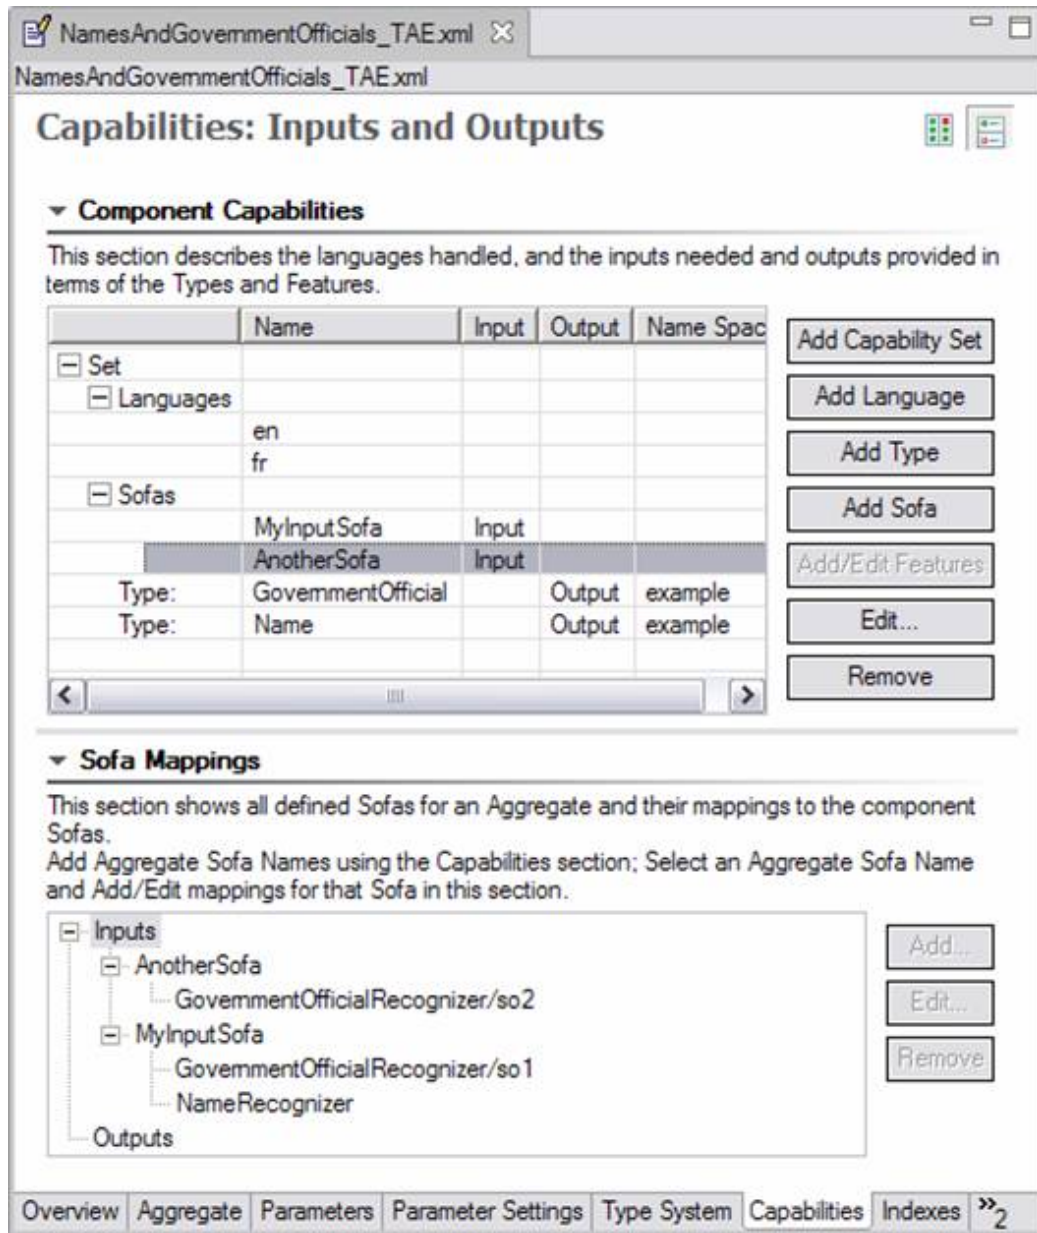 NamesAndGovernmentOfficials_TAE.xml
NamesAndGovernmentOfficials_TAE.xml
Capabilities: Inputs and Outputs
Component Capabilities
This section describes the languages handled, and the inputs needed and outputs provided in
terms of the Types and Features.
Name Input Output Name Spac
Set
Languages
en
fr
Sofas
MyInputSofa Input
AnotherSofa Input
Type: GovernmentOfficial Output example
Type: Name Output example
Add Capability Set
Add Language
Add Type
Add Sofa
Add/Edit Features
Edit...
Remove
Sofa Mappings
This section shows all defined Sofas for an Aggregate and their mappings to the component
Sofas.
Add Aggregate Sofa Names using the Capabilities section; Select an Aggregate Sofa Name
and Add/Edit mappings for that Sofa in this section.
Inputs
AnotherSofa
GovernmentOfficialRecognizer/so2
MyInputSofa
GovernmentOfficialRecognizer/so1
NameRecognizer
Outputs
Add...
Edit...
Remove
Overview Aggregate Parameters Parameter Settings Type System Capabilities Indexes »2